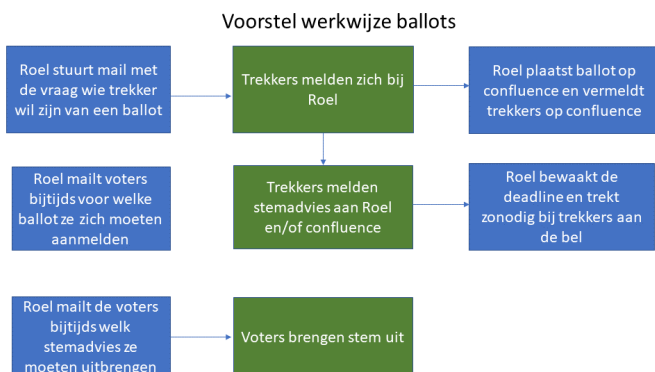 Voorstel werkwijze ballots
Roel stuurt mail met
de vraag wie trekker
wil zijn van een ballot
Trekkers melden zich bij
Roel
Roel plaatst ballot op
confluence en vermeldt
trekkers op confluence
Roel mailt voters
bijtijds voor welke
ballot ze zich moeten
aanmelden
Trekkers melden
stemadvies aan Roel
en/of confluence
Roel bewaakt de
deadline en trekt
zonodig bij trekkers aan
de bel
Roel mailt de voters
bijtijds welk
stemadvies ze
moeten uitbrengen
Voters brengen stem uit